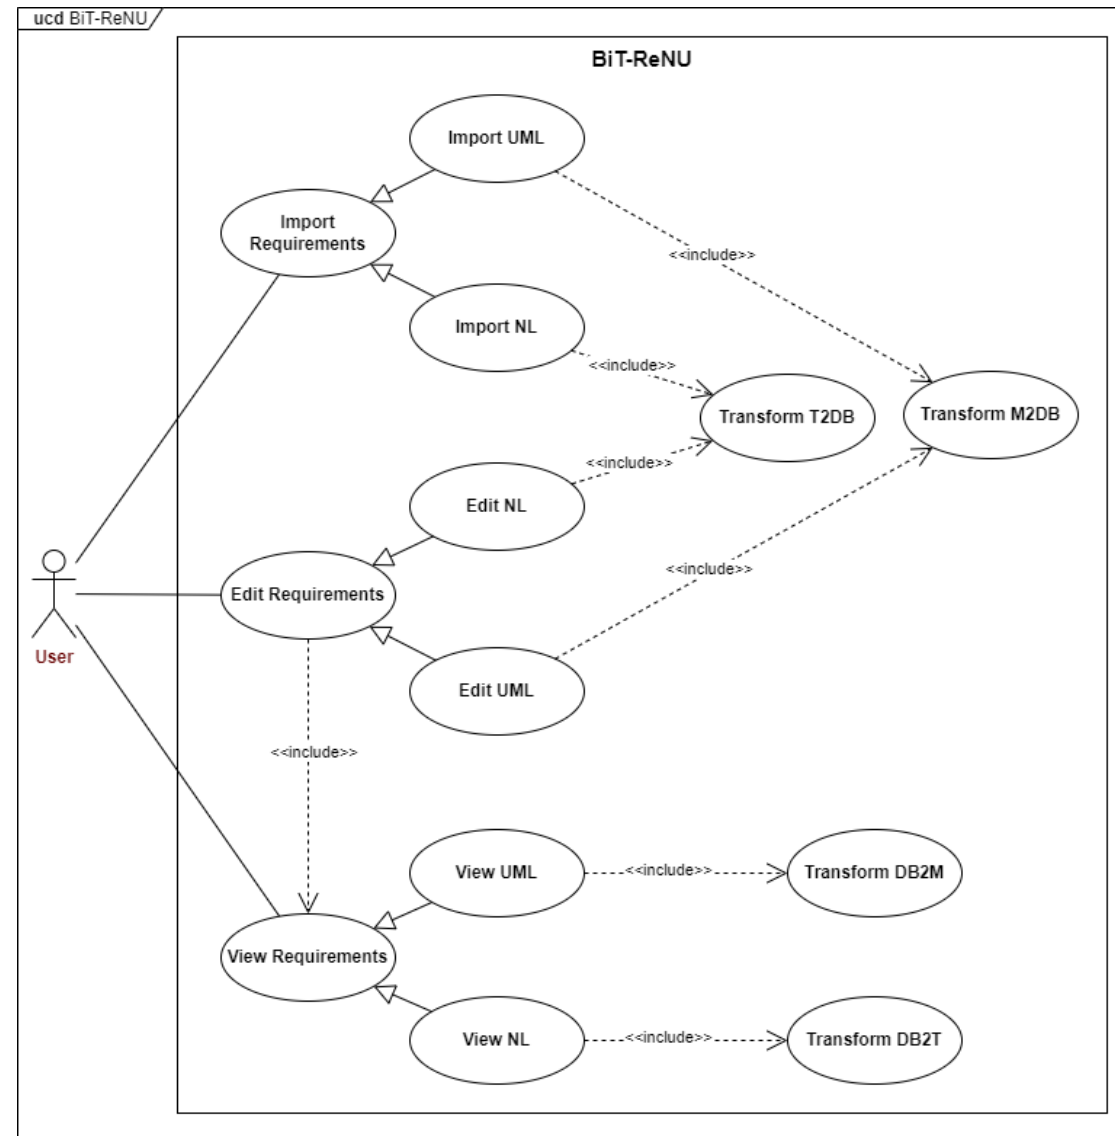 ucd BiT-ReNU
BiT-ReNU
Import UML
Import
Requirements
<<include>>
Import NL
<<include>>
Transform T2DB
Transform M2DB
<<include>>
Edit NL
<<include>>
Edit Requirements
User
Edit UML
<<include>>
View UML
<<include>>
Transform DB2M
View Requirements
View NL
<<include>>
Transform DB2T